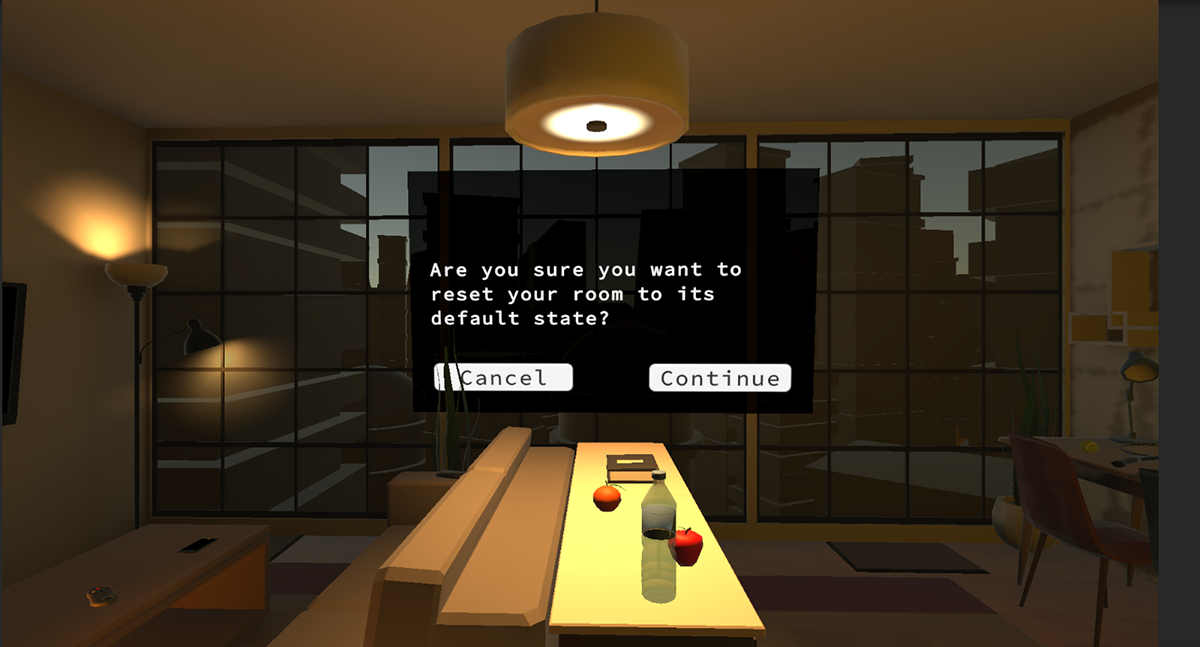 Are you sure you want to
reset your room to its
default state?
Cancel
Continue